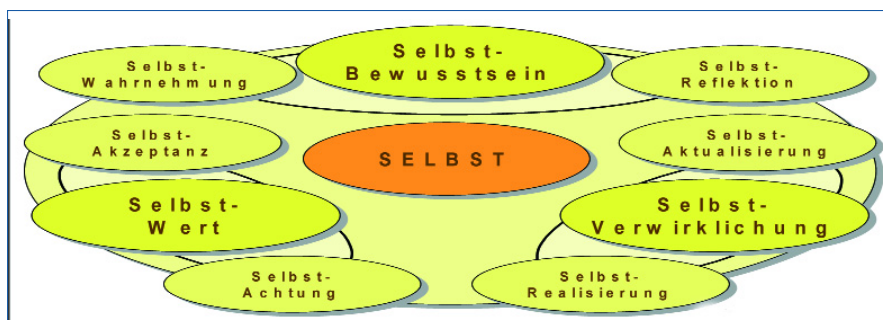 Selbst-
Wahrnehmung
Selbst-
Bewusstsein
Selbst-
Reflektion
Selbst-
Akzeptanz
SELBST
Selbst-
Aktualisierung
Selbst-
Wert
Selbst-
Verwirklichung
Selbst-
Achtung
Selbst-
Realisierung